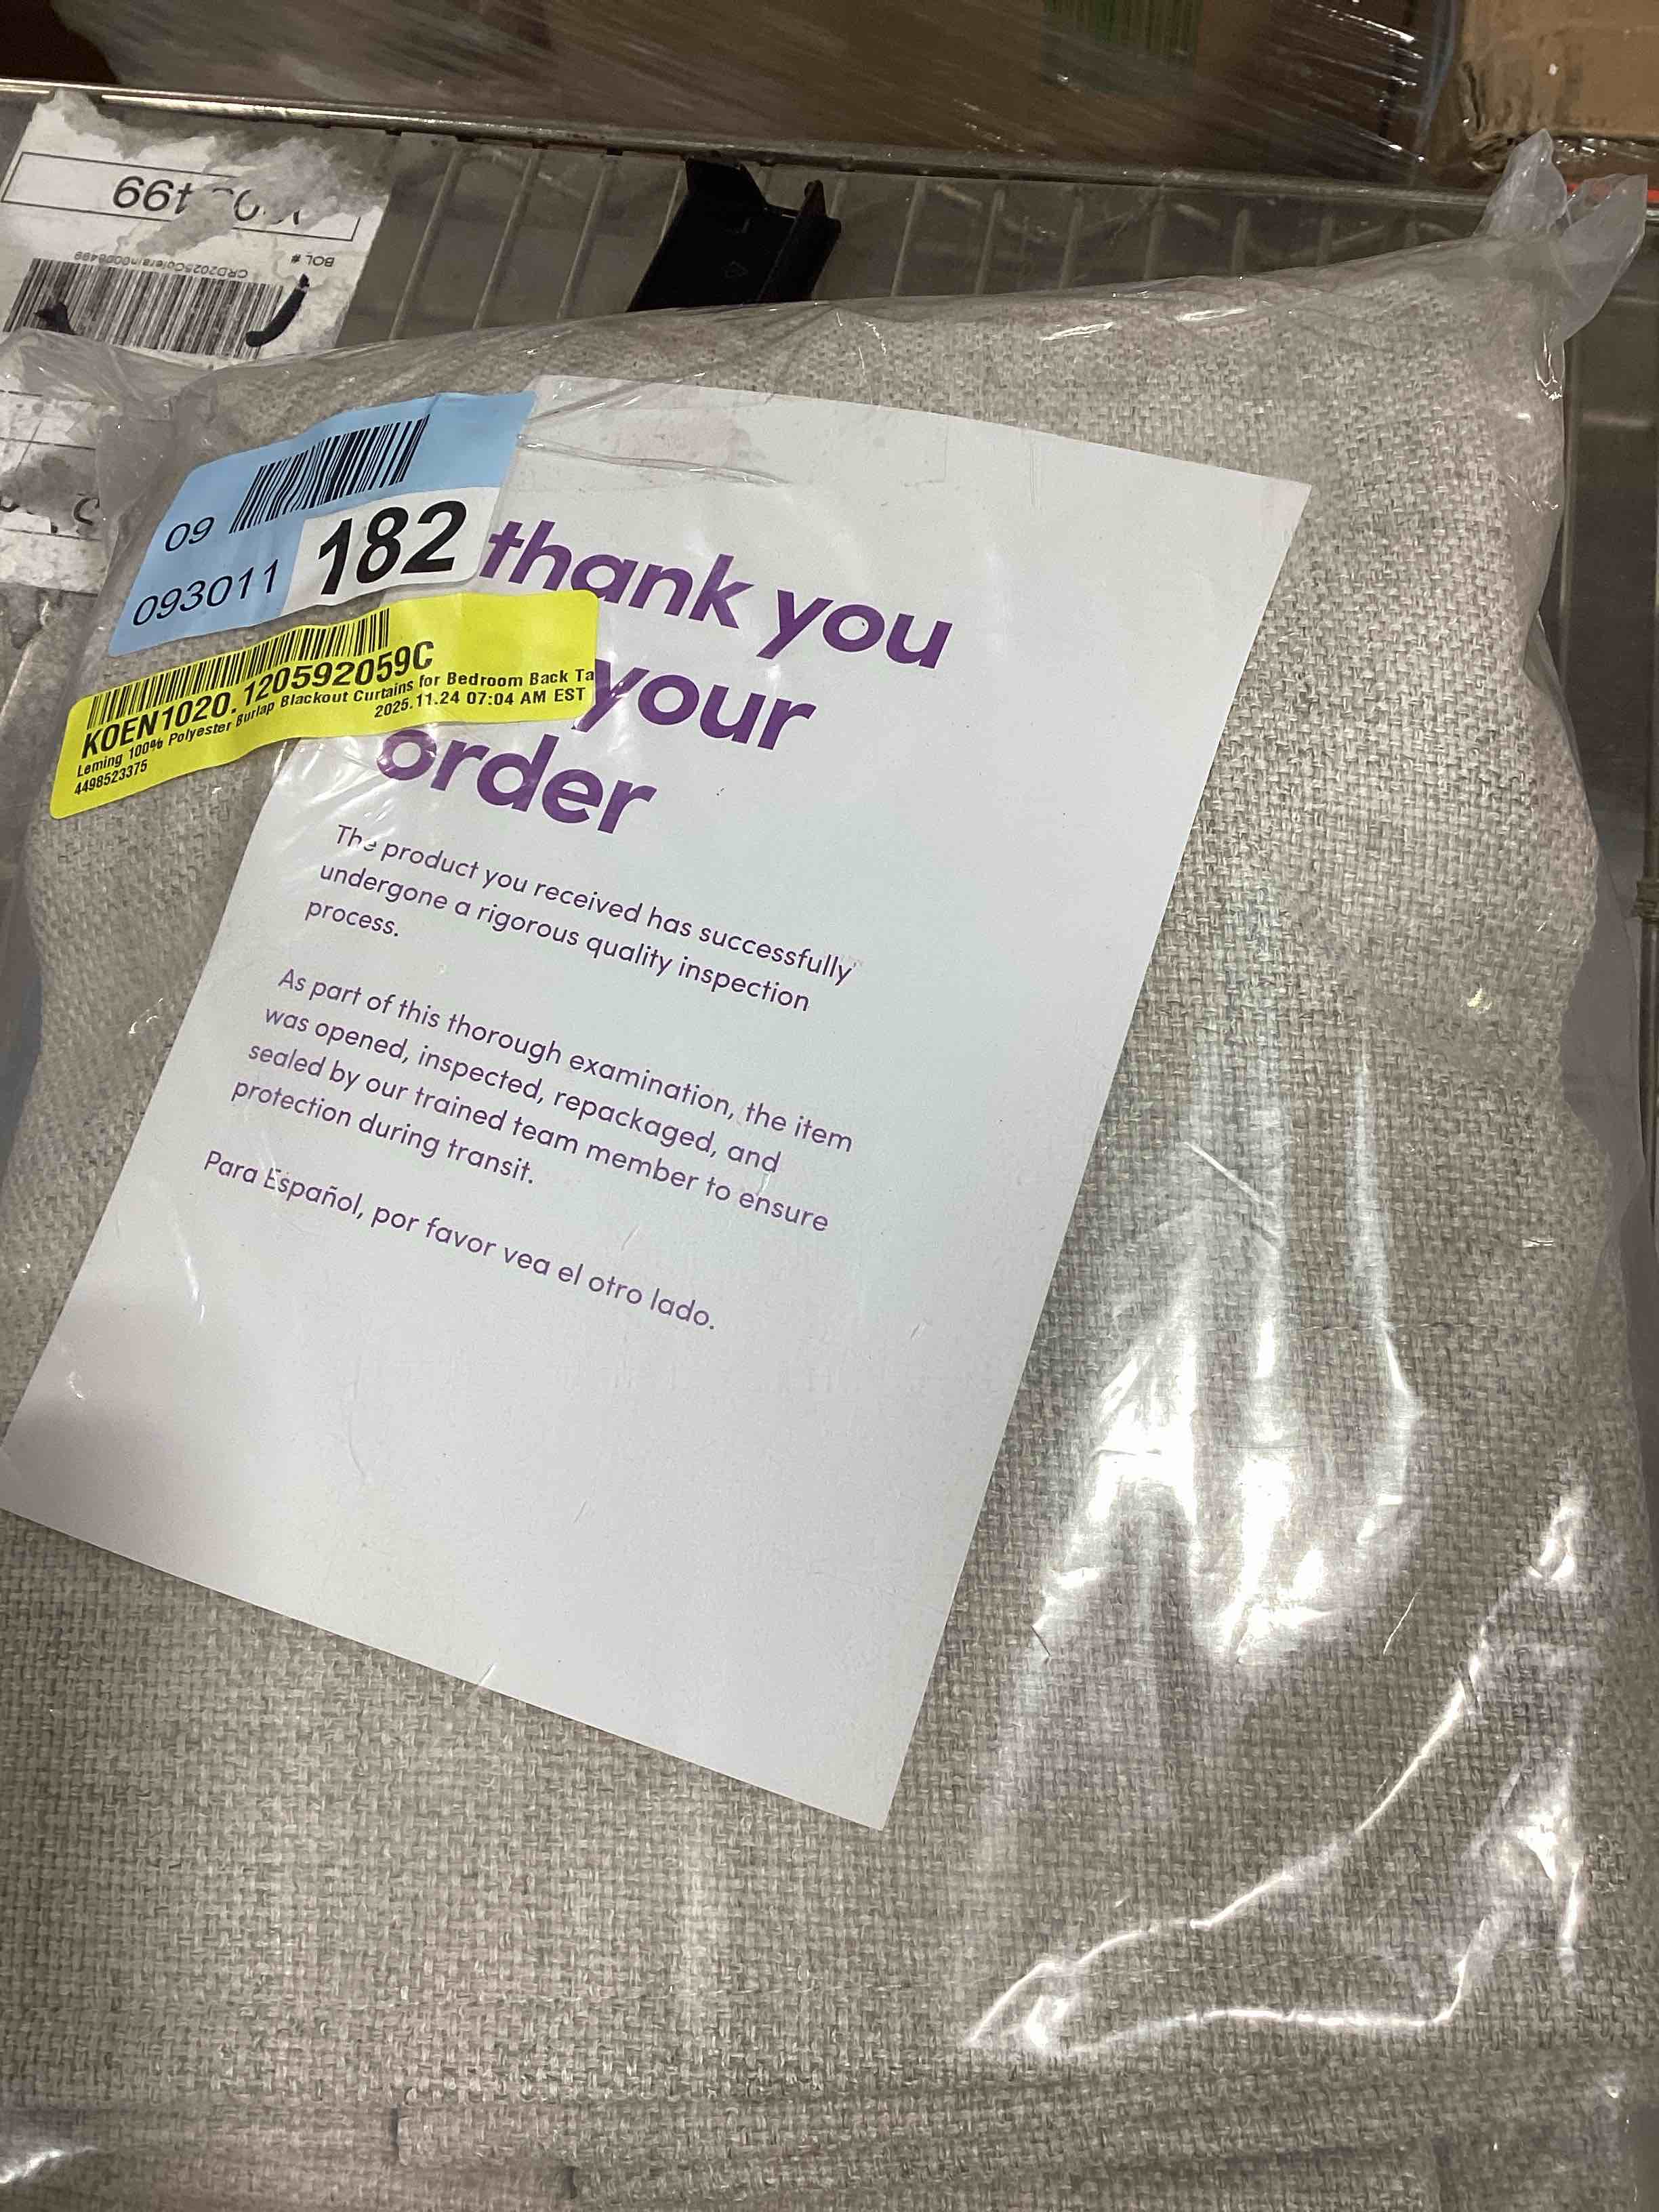 BOL #
CRD2025Colerain0096499
09
093011
182
KOEN1020.120592059C
Leming 100% Polyester Burlap Blackout Curtains for Bedroom Back Ta
2025.11.24 07:04 AM EST
4498523375
thank you
your
order
The product you received has successfully
undergone a rigorous quality inspection
process.
As part of this thorough examination, the item
was opened, inspected, repackaged, and
sealed by our trained team member to ensure
protection during transit.
Para Español, por favor vea el otro lado.